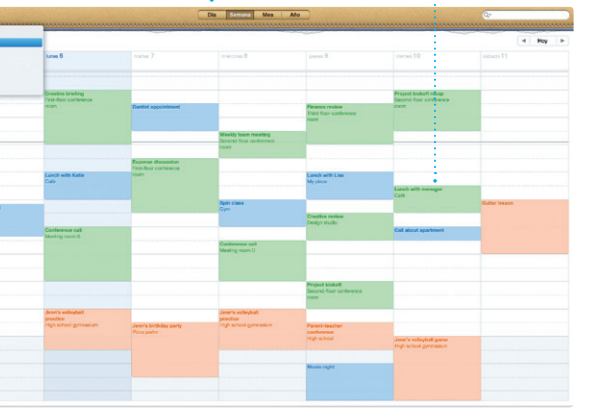 Día Semana Mes Año
Hoy
lunes 6
martes 7
miércoles 8
jueves 9
viernes 10
sábado 11
Creative briefing
First-floor conference
room
Lunch with Katie
Café
Conference call
Meeting room
Jenn's volleyball
practice
High school gymnasium
Dentist appointment
Expense discussion
First-floor conference
room
Jenn's birthday party
Pizza parlor
Weekly team meeting
Second-floor conference
room
Spin class
Gym
Conference call
Meeting room
Jenn's volleyball
practice
High school gymnasium
Finance review
Third-floor conference
room
Lunch with Lisa
My place
Creative review
Design studio
Project kickoff
Second-floor conference
room
Parent-teacher
conference
High school
Movie night
Project kickoff recap
Second-floor conference
room
Lunch with manager
Café
Call about apartment
Jenn's volleyball game
High school gymnasium
Guitar lesson